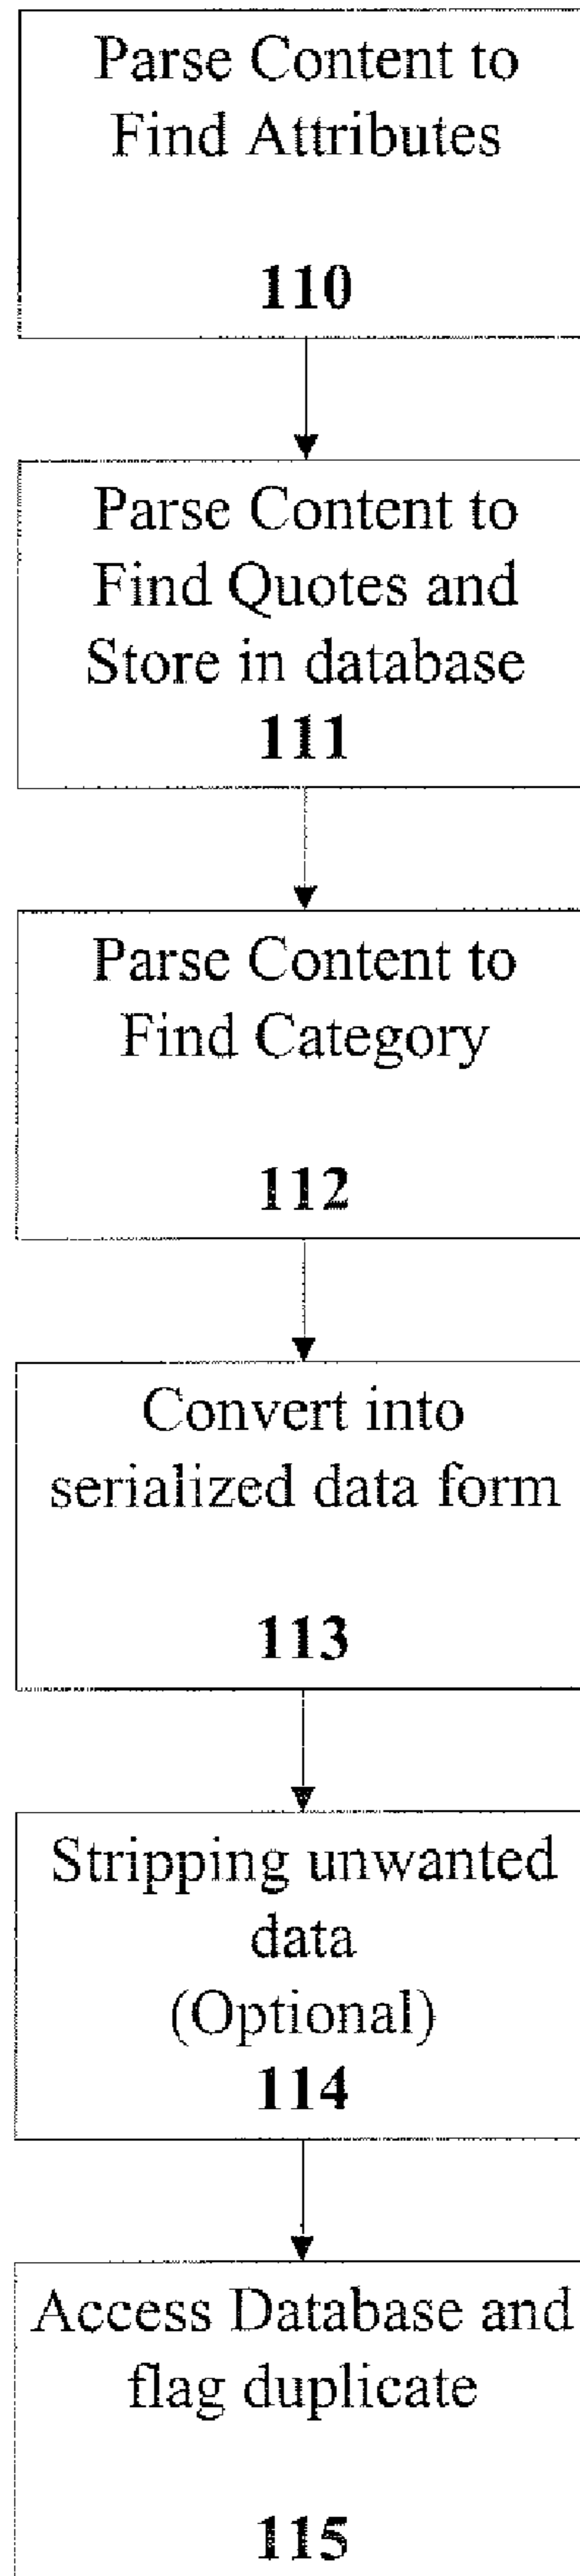 Parse Content to
Find Attributes
110
Parse Content to
Find Quotes and
Store in database
111
Parse Content to
Find Category
112
Convert into
serialized data form
113
Stripping unwanted
data
(Optional)
114
Access Database and
flag duplicate
115